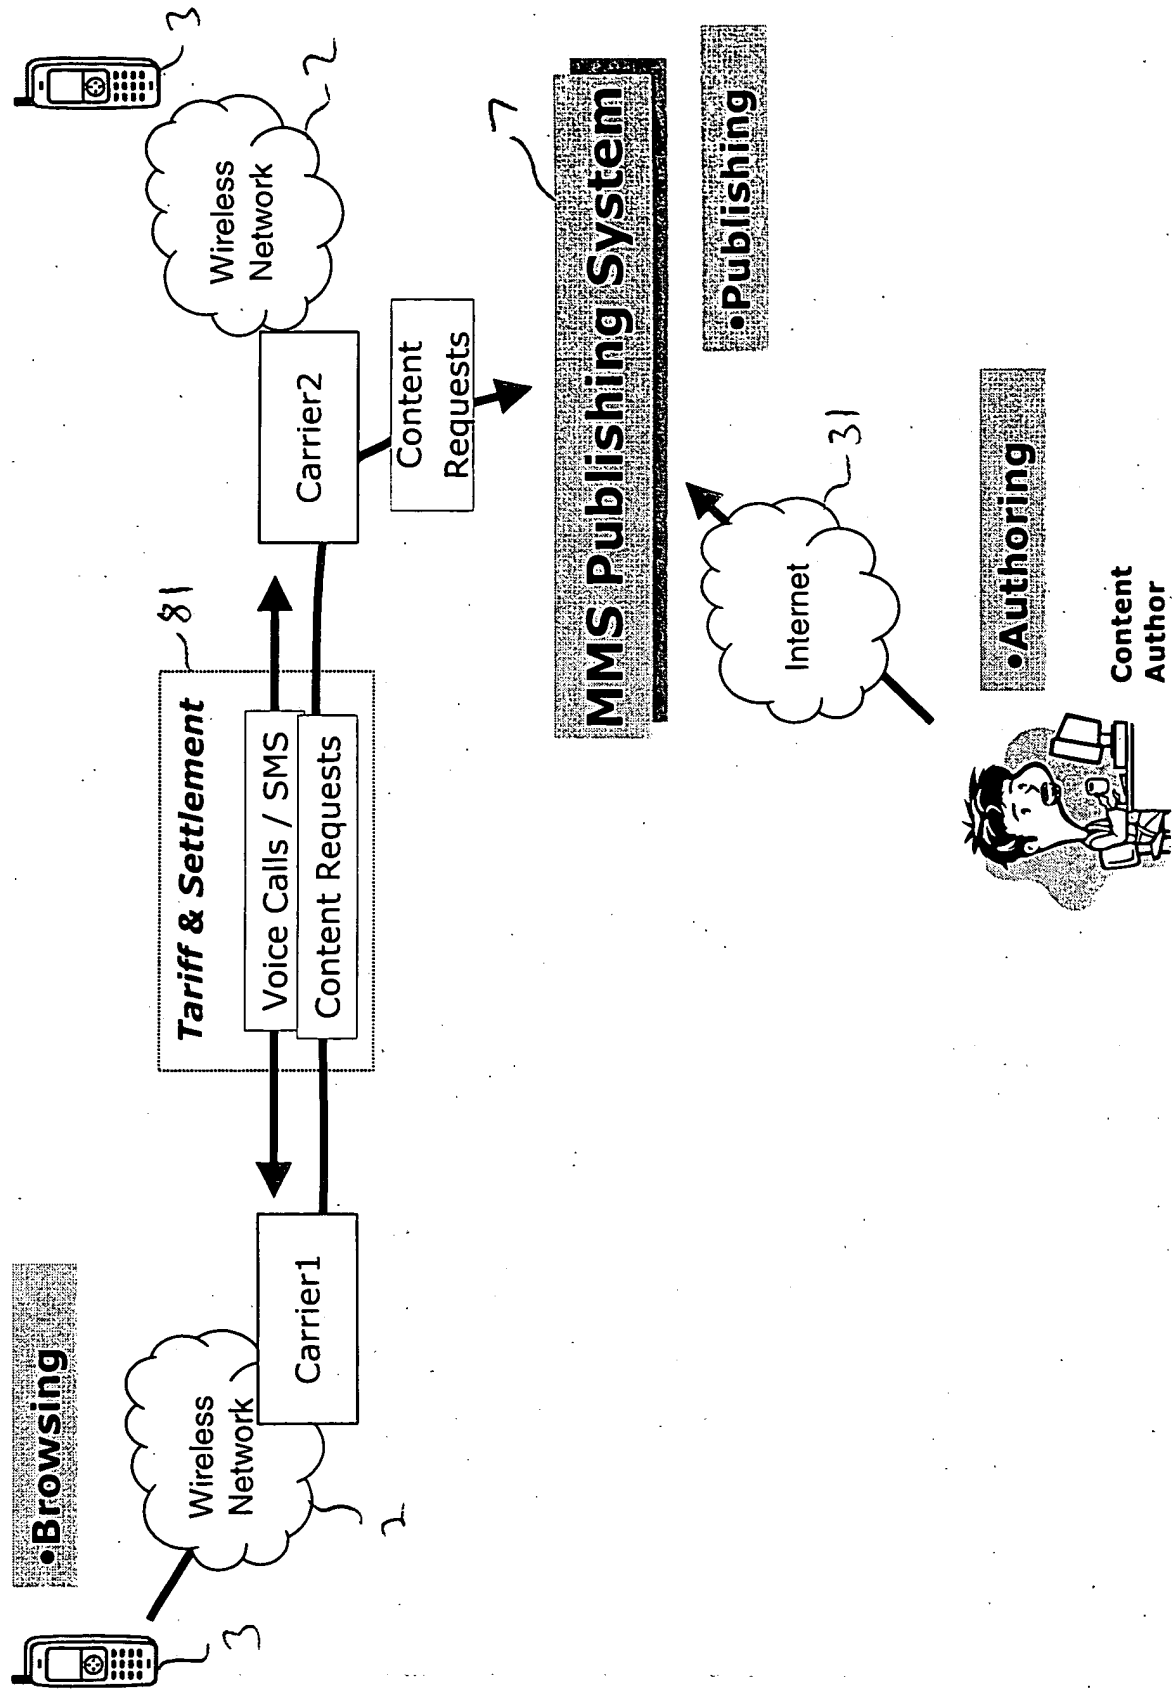 •Browsing
3
Wireless
Network
2
Carrier1
Tariff & Settlement
81
Voice Calls / SMS
Content Requests
Carrier2
Wireless
Network
2
3
Content
Requests
MMS Publishing System
7
•Publishing
Internet
31
•Authoring
Content
Author